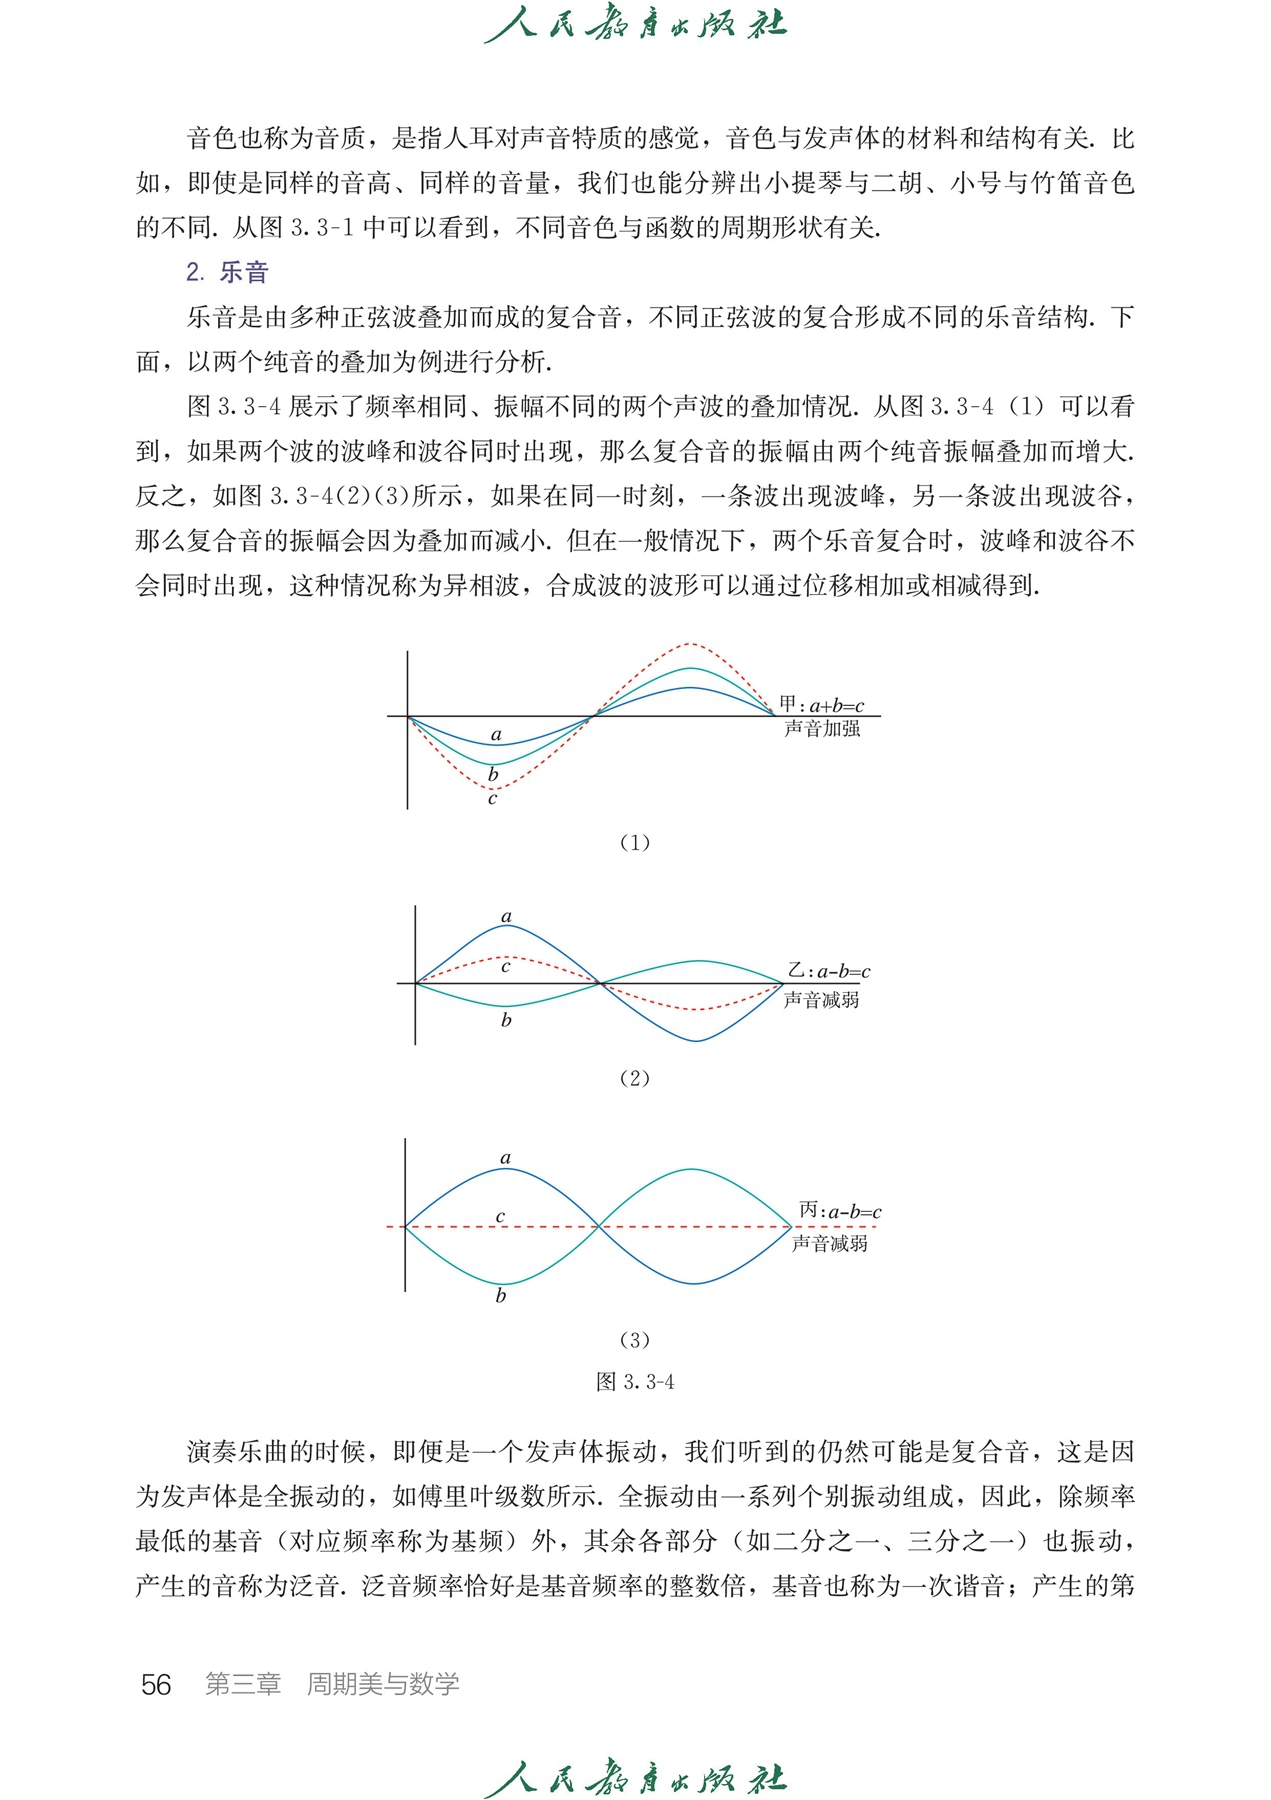 人民教育出版社
音色也称为音质，是指人耳对声音特质的感觉，音色与发声体的材料和结构有关. 比
如，即使是同样的音高、同样的音量，我们也能分辨出小提琴与二胡、小号与竹笛音色
的不同. 从图 3.3-1 中可以看到，不同音色与函数的周期形状有关.
2. 乐音
乐音是由多种正弦波叠加而成的复合音，不同正弦波的复合形成不同的乐音结构. 下
面，以两个纯音的叠加为例进行分析.
图 3.3-4 展示了频率相同、振幅不同的两个声波的叠加情况. 从图 3.3-4（1）可以看
到，如果两个波的波峰和波谷同时出现，那么复合音的振幅由两个纯音振幅叠加而增大.
反之，如图 3.3-4(2)(3)所示，如果在同一时刻，一条波出现波峰，另一条波出现波谷，
那么复合音的振幅会因为叠加而减小. 但在一般情况下，两个乐音复合时，波峰和波谷不
会同时出现，这种情况称为异相波，合成波的波形可以通过位移相加或相减得到.
甲：a+b=c
声音加强
a
b
c
（1）
a
c
b
乙：a-b=c
声音减弱
（2）
a
c
b
丙：a-b=c
声音减弱
（3）
图 3.3-4
演奏乐曲的时候，即便是一个发声体振动，我们听到的仍然可能是复合音，这是因
为发声体是全振动的，如傅里叶级数所示. 全振动由一系列个别振动组成，因此，除频率
最低的基音（对应频率称为基频）外，其余各部分（如二分之一、三分之一）也振动，
产生的音称为泛音. 泛音频率恰好是基音频率的整数倍，基音也称为一次谐音；产生的第
56 第三章 周期美与数学
人民教育出版社